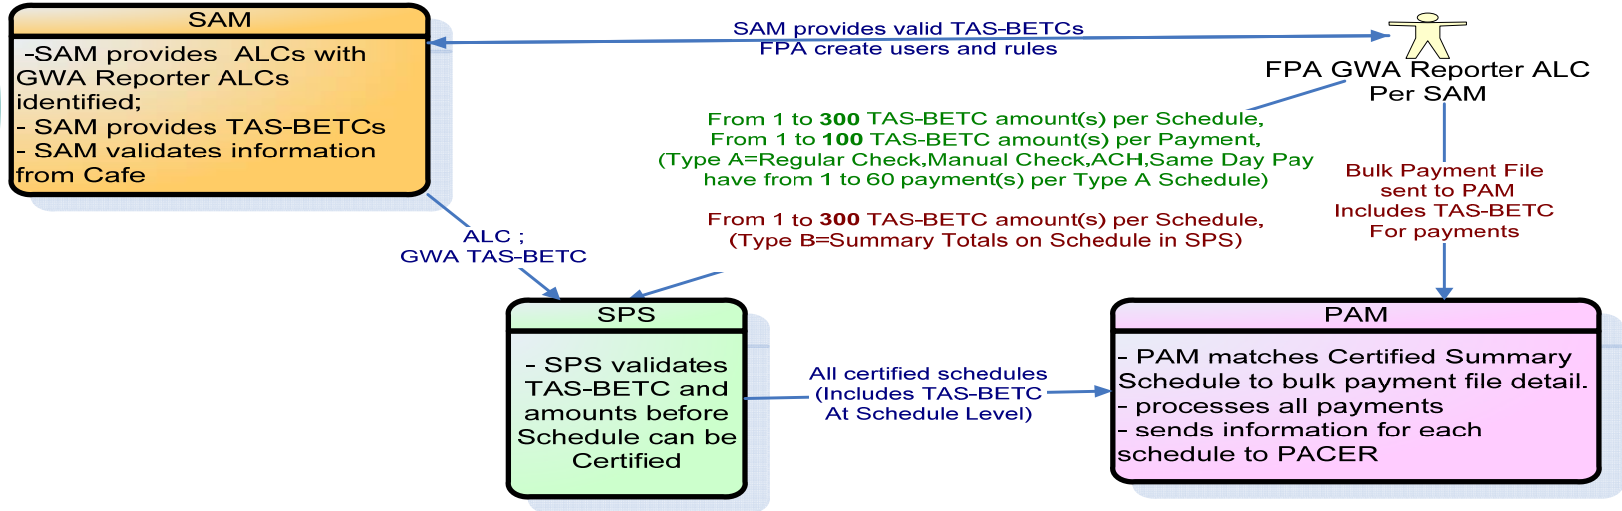 SAM
-SAM provides  ALCs with
GWA Reporter ALCs
identified;
- SAM provides TAS-BETCs
- SAM validates information
from Cafe
SAM provides valid TAS-BETCs
FPA create users and rules
FPA GWA Reporter ALC
Per SAM
From 1 to 300 TAS-BETC amount(s) per Schedule,
From 1 to 100 TAS-BETC amount(s) per Payment,
(Type A=Regular Check,Manual Check,ACH,Same Day Pay
have from 1 to 60 payment(s) per Type A Schedule)
From 1 to 300 TAS-BETC amount(s) per Schedule,
(Type B=Summary Totals on Schedule in SPS)
Bulk Payment File
sent to PAM
Includes TAS-BETC
For payments
ALC ;
GWA TAS-BETC
SPS
- SPS validates
TAS-BETC and
amounts before
Schedule can be
Certified
All certified schedules
(Includes TAS-BETC
At Schedule Level)
PAM
- PAM matches Certified Summary
Schedule to bulk payment file detail.
- processes all payments
- sends information for each
schedule to PACER